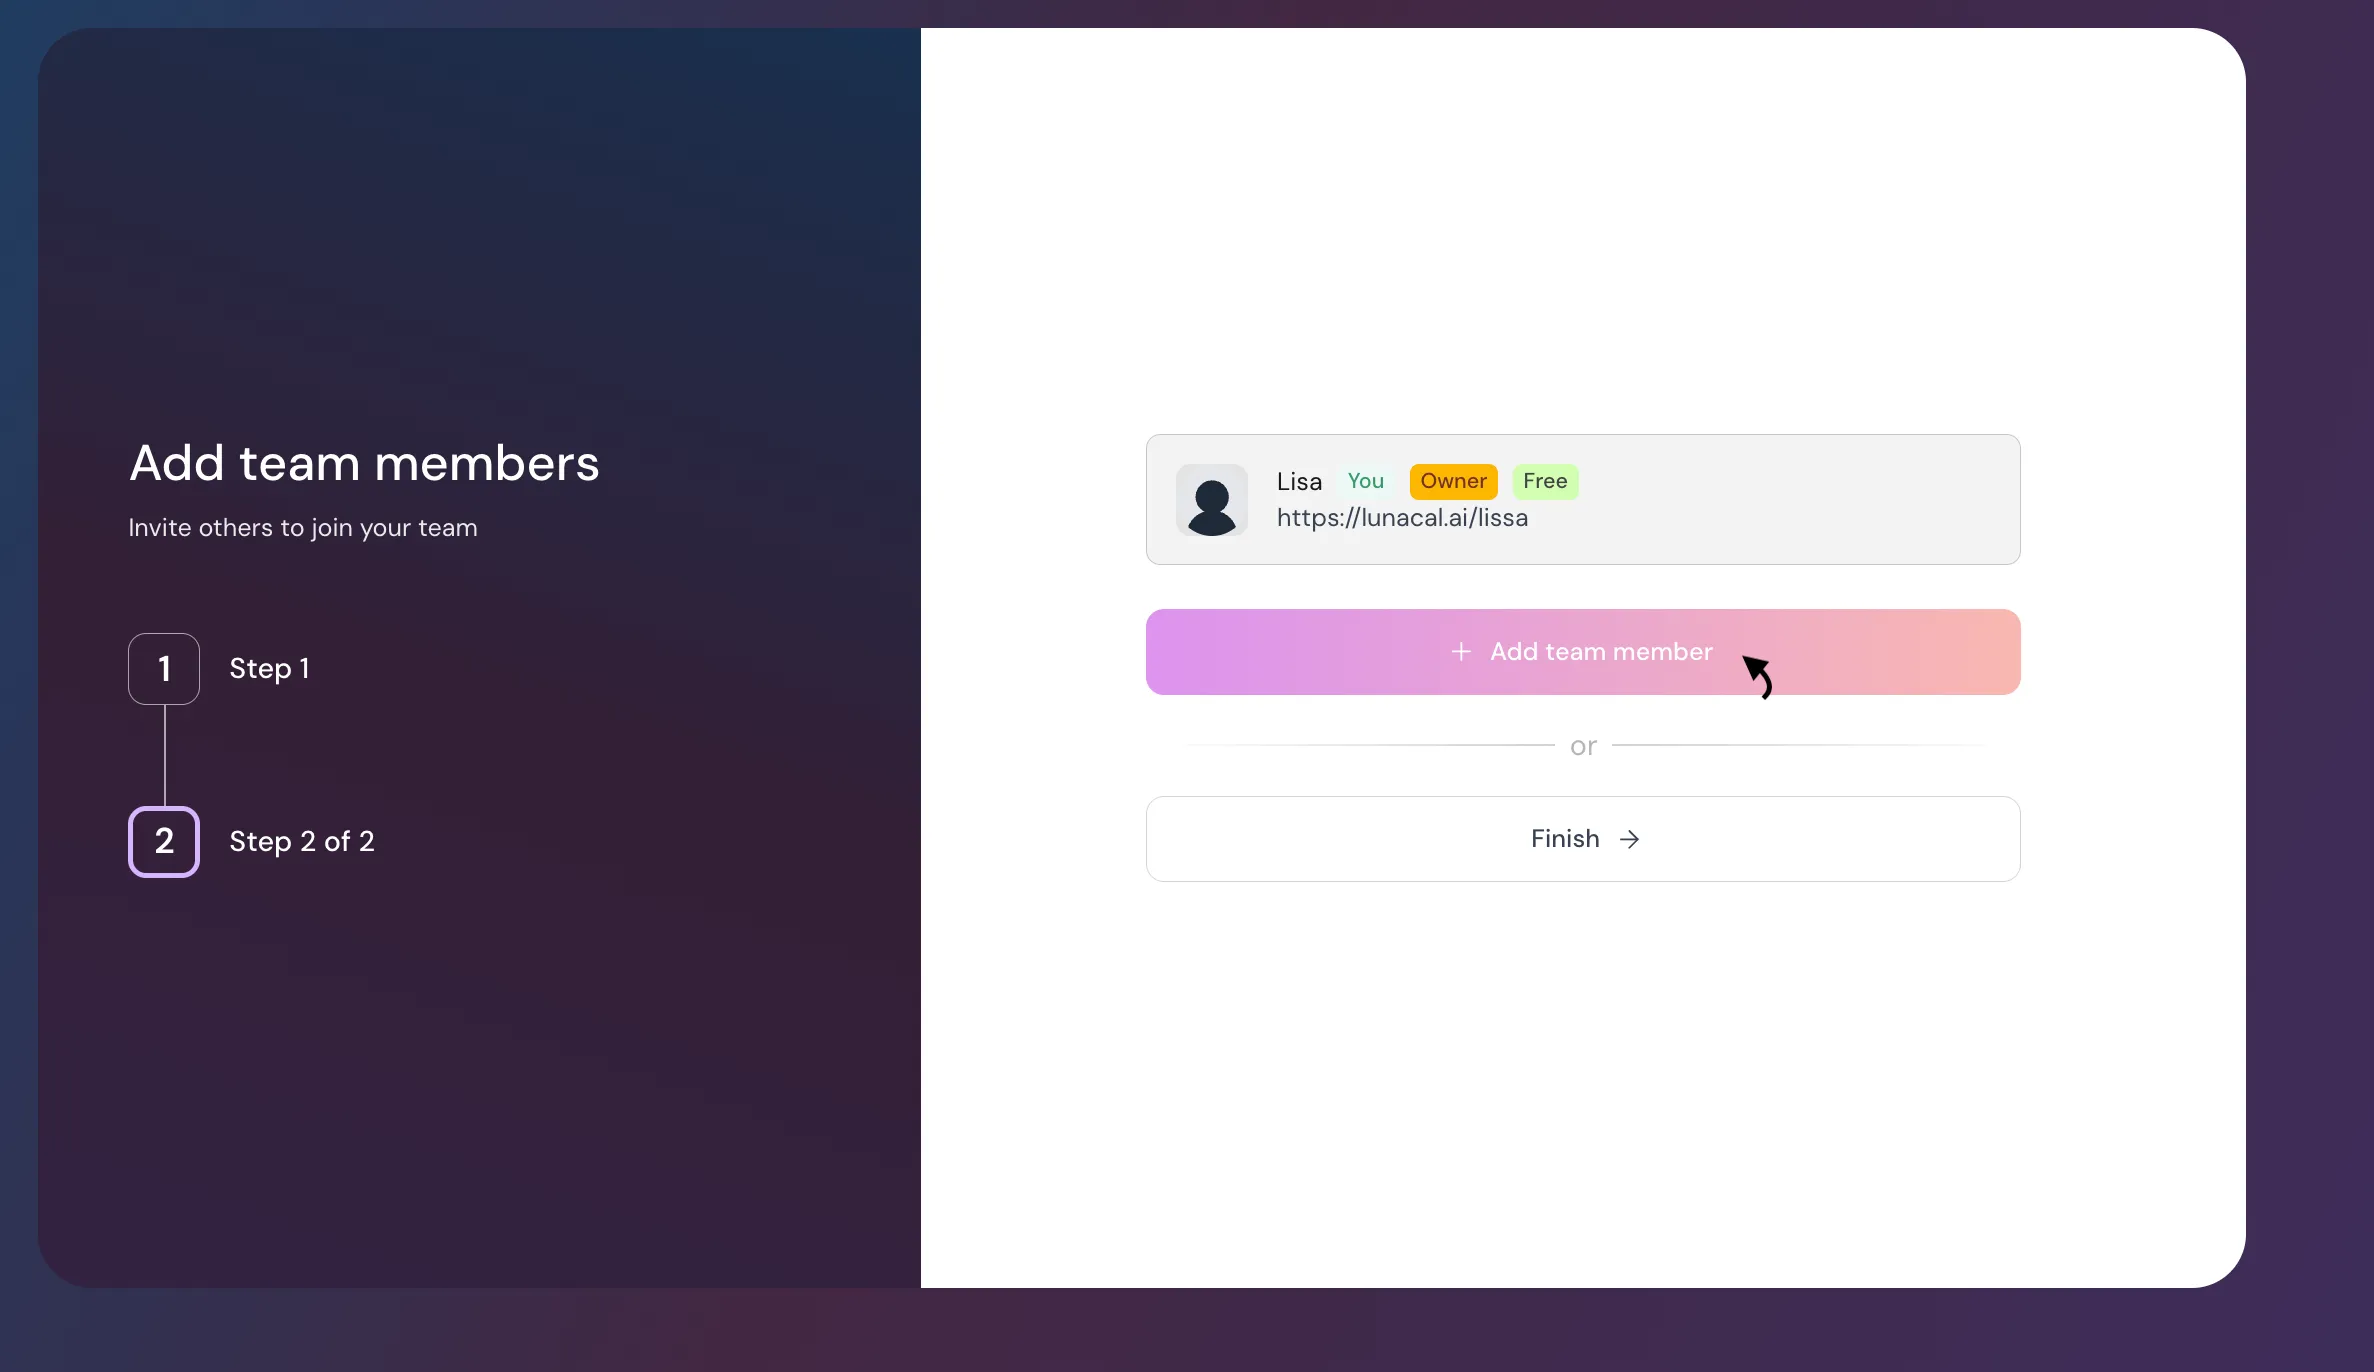 Add team members
Invite others to join your team
1 Step 1
2 Step 2 of 2
Lisa You Owner Free
https://lunacal.ai/lissa
+ Add team member
or
Finish →